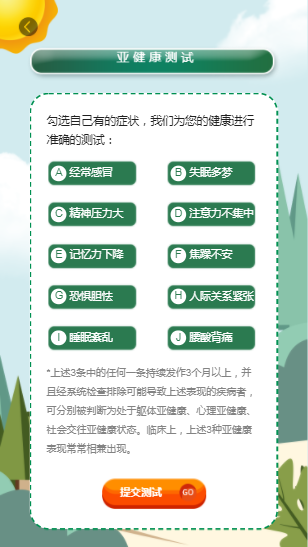 亚健康测试
勾选自己有的症状，我们为您的健康进行
准确的测试：
A 经常感冒
B 失眠多梦
C 精神压力大
D 注意力不集中
E 记忆力下降
F 焦躁不安
G 恐惧胆怯
H 人际关系紧张
I 睡眠紊乱
J 腰酸背痛
*上述3条中的任何一条持续发作3个月以上，并
且经系统检查排除可能导致上述表现的疾病者，
可分别被判断为处于躯体亚健康、心理亚健康、
社会交往亚健康状态。临床上，上述3种亚健康
表现常常相兼出现。
提交测试 GO